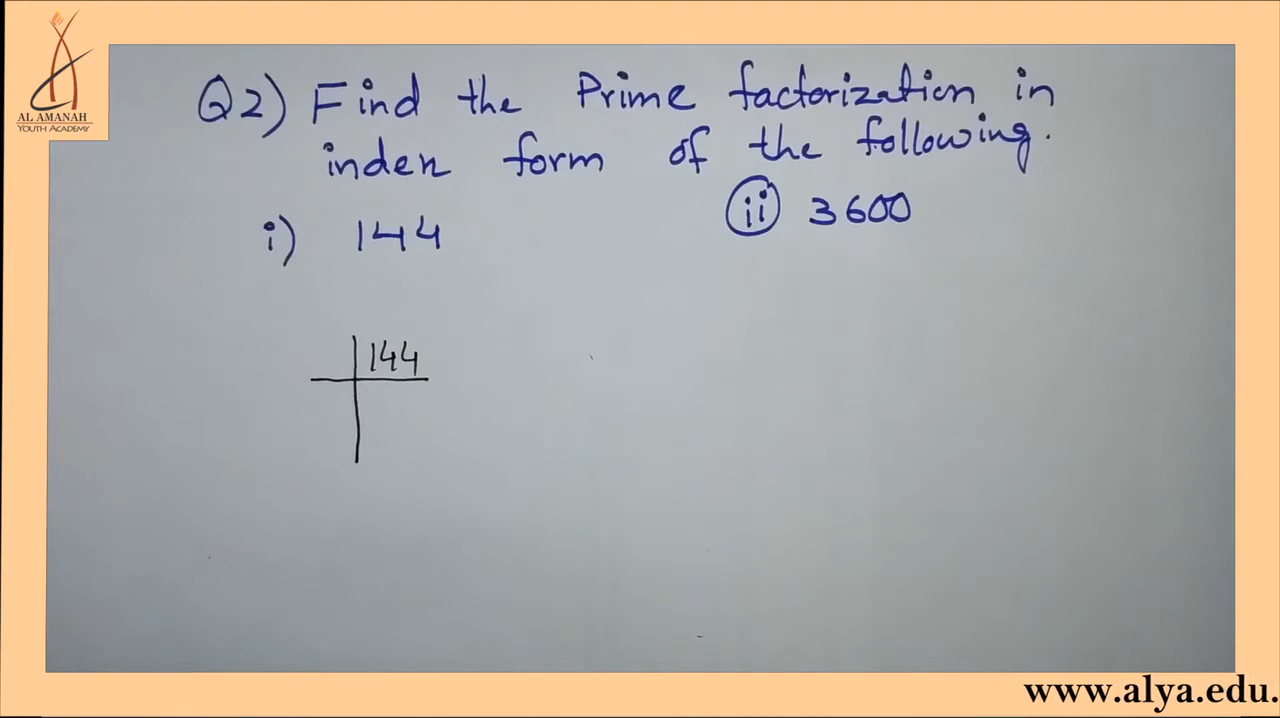 AL AMANAH
YOUTH ACADEMY
Q2) Find the Prime factorization in
index form of the following.
i) 144
ii 3600
144
www.alya.edu.